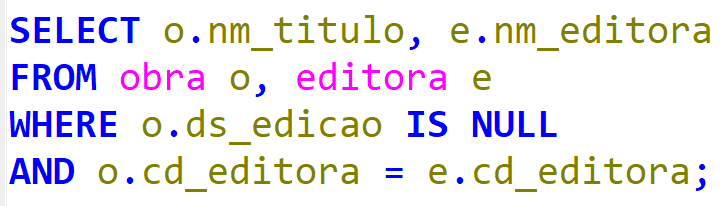 SELECT o.nm_titulo, e.nm_editora
FROM obra o, editora e
WHERE o.ds_edicao IS NULL
AND o.cd_editora = e.cd_editora;